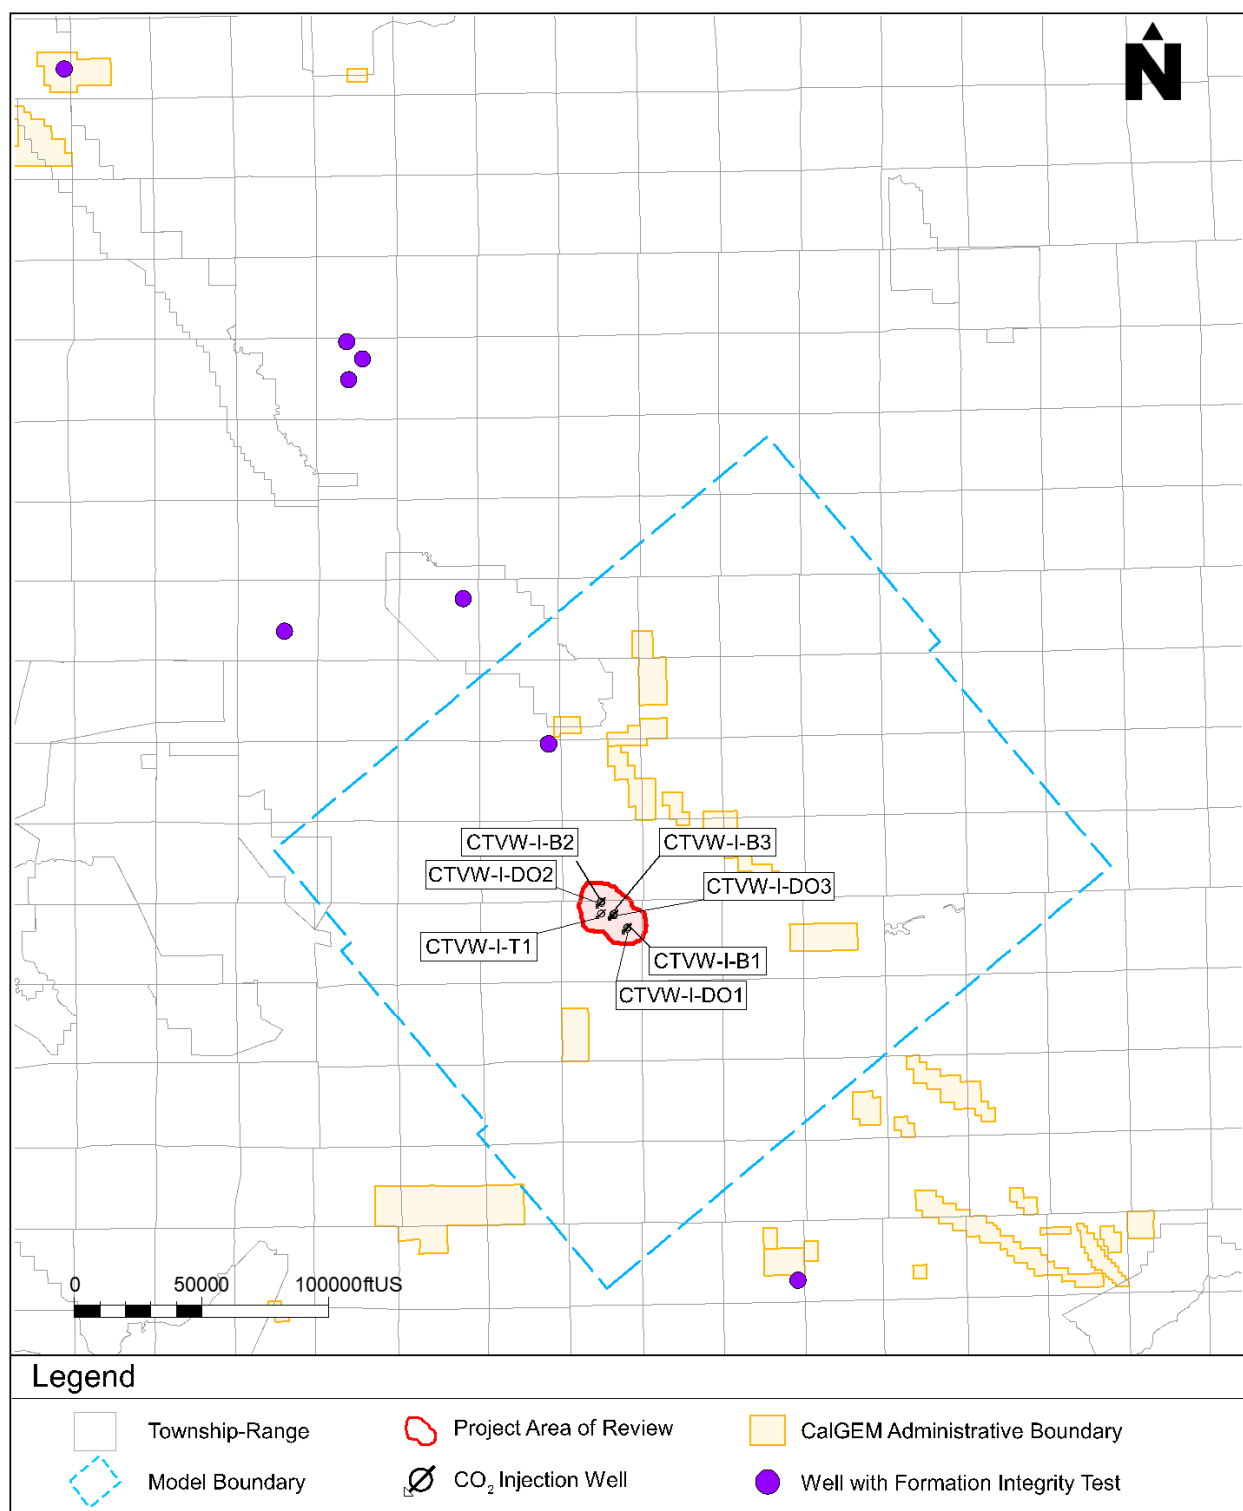 N
CTVW-I-B2
CTVW-I-B3
CTVW-I-DO2
CTVW-I-DO3
CTVW-I-T1
CTVW-I-B1
CTVW-I-DO1
0 50000 100000ftUS
Legend
Township-Range
Project Area of Review
CalGEM Administrative Boundary
Model Boundary
CO₂ Injection Well
Well with Formation Integrity Test